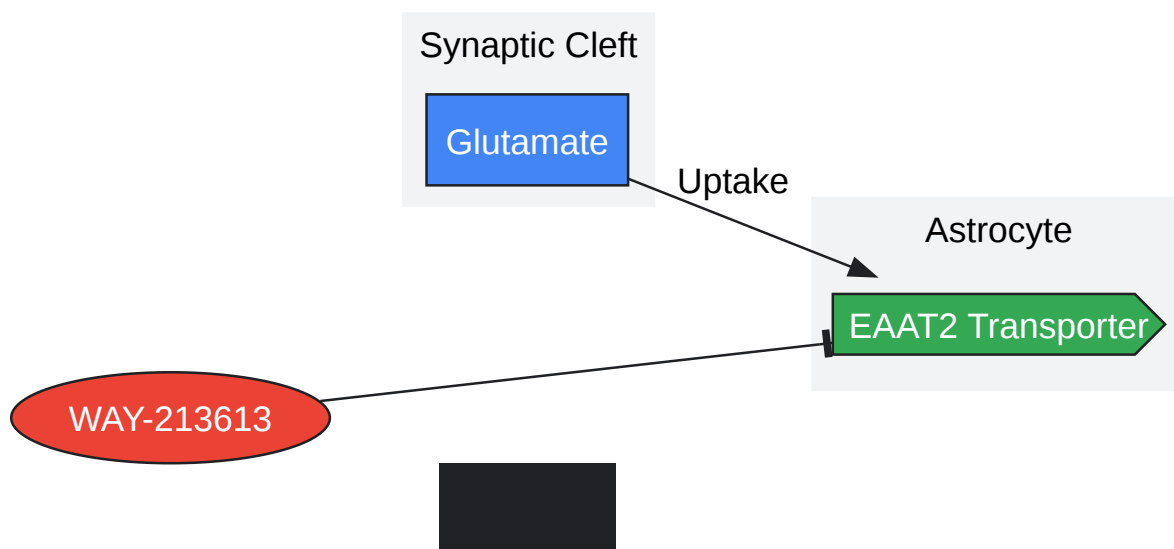 Synaptic Cleft
Glutamate
Uptake
Astrocyte
EAAT2 Transporter
WAY-213613